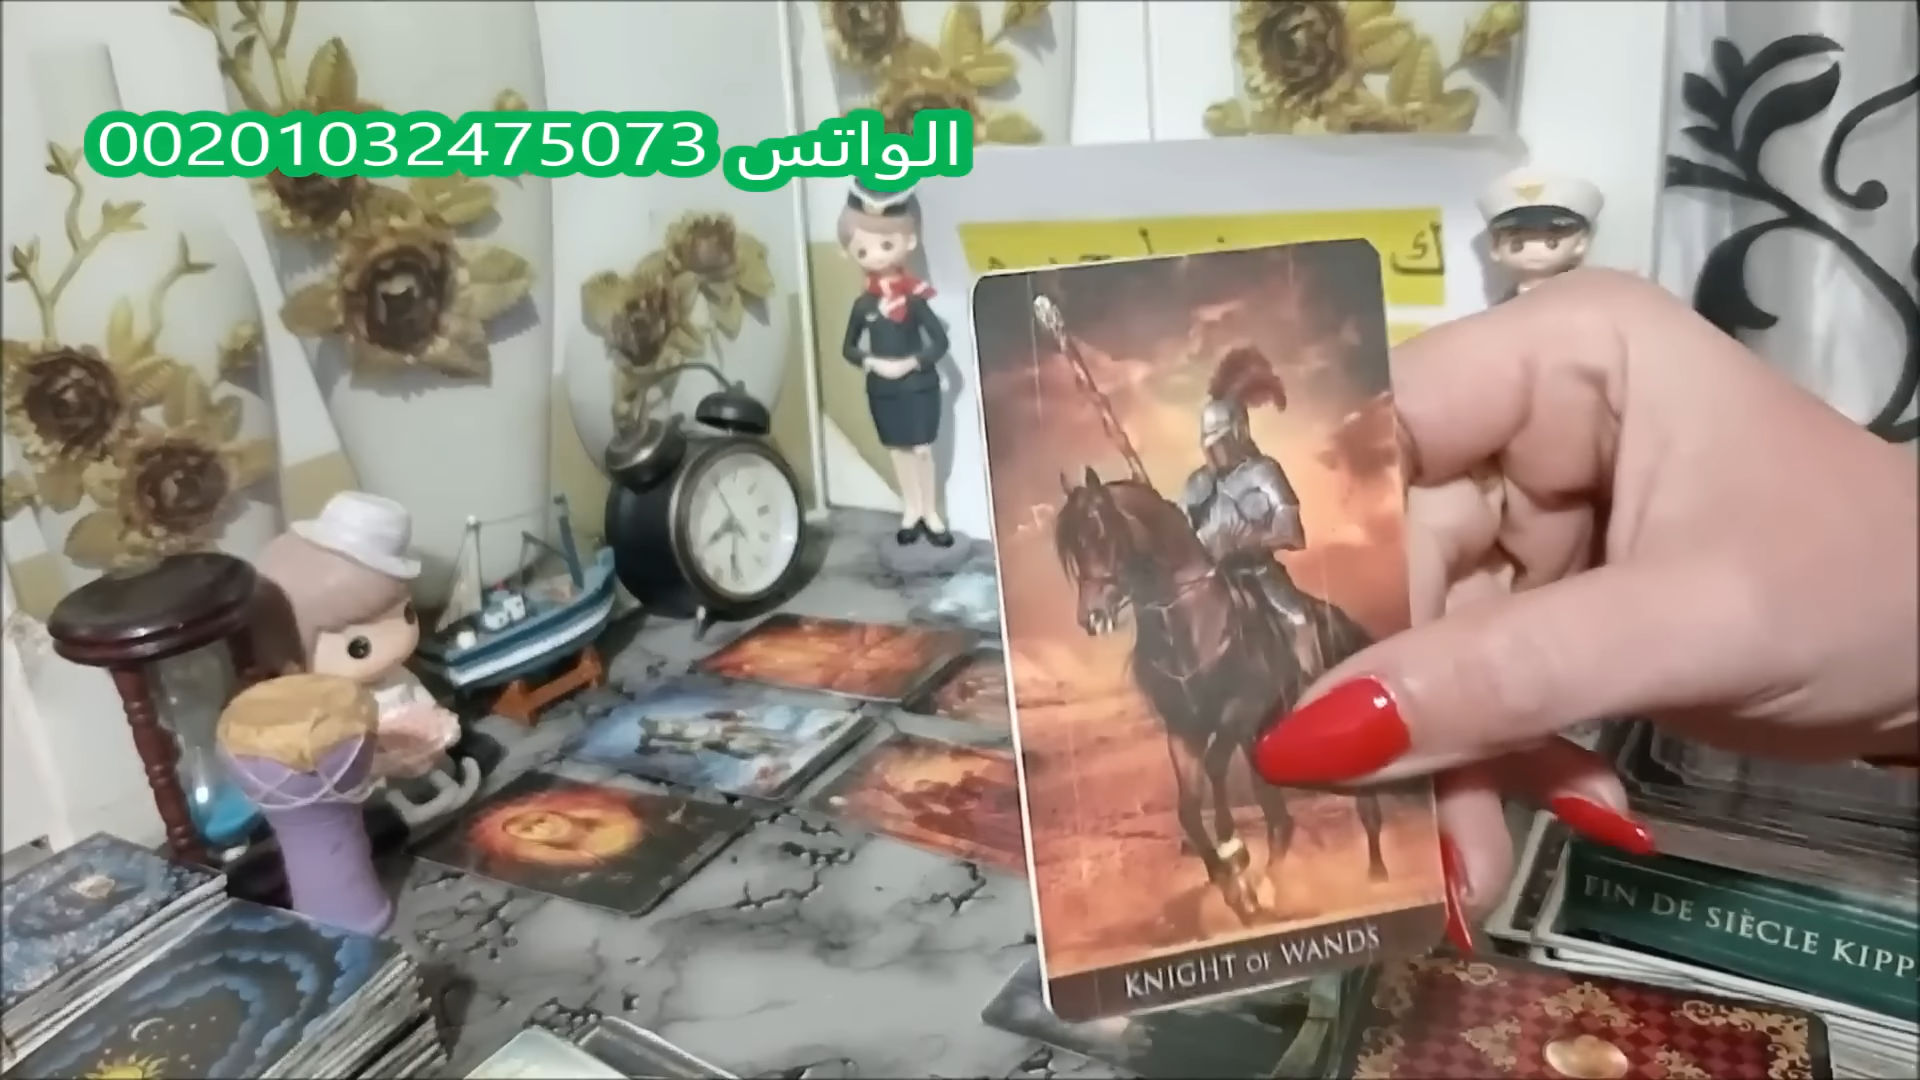 الواتس 00201032475073
KNIGHT OF WANDS
FIN DE SIÈCLE KIPP